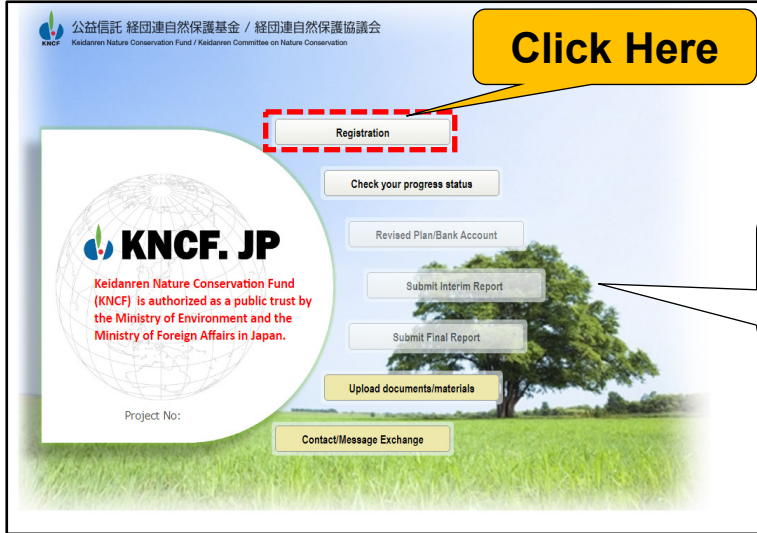 公益信託 経団連自然保護基金 / 経団連自然保護協議会
KNCF Keidanren Nature Conservation Fund / Keidanren Committee on Nature Conservation
Click Here
Registration
Check your progress status
Revised Plan/Bank Account
Submit Interim Report
Submit Final Report
Upload documents/materials
Contact/Message Exchange
KNCF. JP
Keidanren Nature Conservation Fund
(KNCF) is authorized as a public trust by
the Ministry of Environment and the
Ministry of Foreign Affairs in Japan.
Project No: